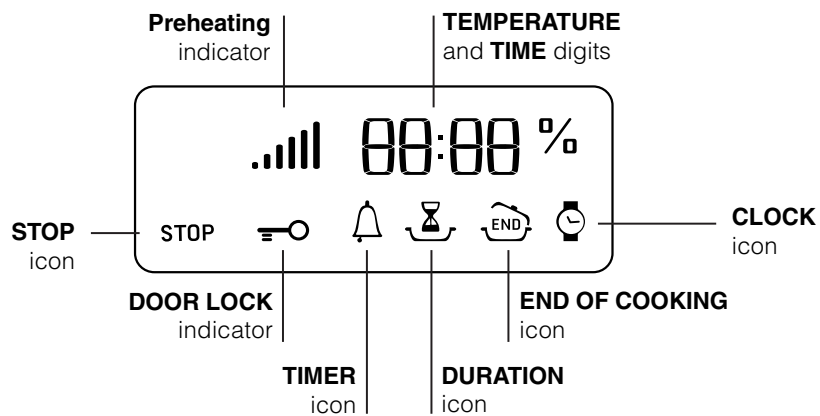 Preheating
indicator
TEMPERATURE
and TIME digits
88:88 %
STOP
icon
STOP
END
CLOCK
icon
DOOR LOCK
indicator
END OF COOKING
icon
TIMER
icon
DURATION
icon